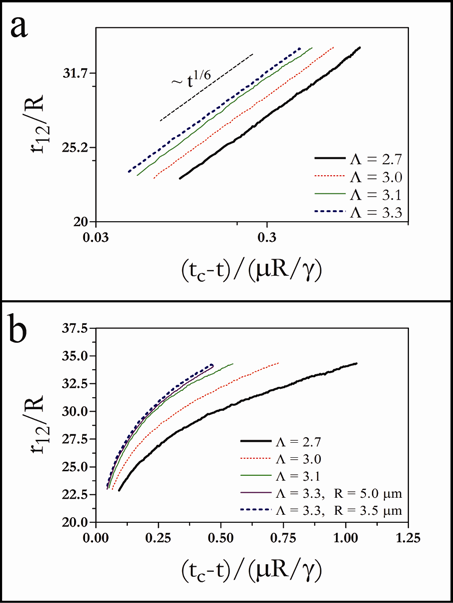 a
~ t1/6
r12/R
31.7
25.2
20
0.03
0.3
Λ = 2.7
Λ = 3.0
Λ = 3.1
Λ = 3.3
(tc-t)/(μR/γ)
b
r12/R
37.5
35.0
32.5
30.0
27.5
25.0
22.5
20.0
0.00
0.25
0.50
0.75
1.00
1.25
Λ = 2.7
Λ = 3.0
Λ = 3.1
Λ = 3.3, R = 5.0 μm
Λ = 3.3, R = 3.5 μm
(tc-t)/(μR/γ)